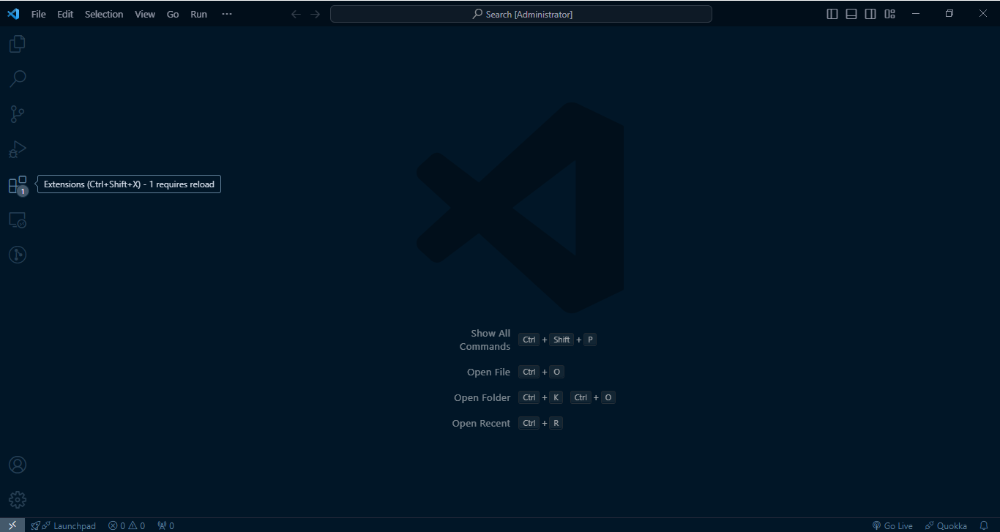 File Edit Selection View Go Run ···
Search [Administrator]
Extensions (Ctrl+Shift+X) - 1 requires reload
1
Show All
Commands
Ctrl + Shift + P
Open File Ctrl + O
Open Folder Ctrl + K Ctrl + O
Open Recent Ctrl + R
Launchpad 0 0 0 Go Live Quokka